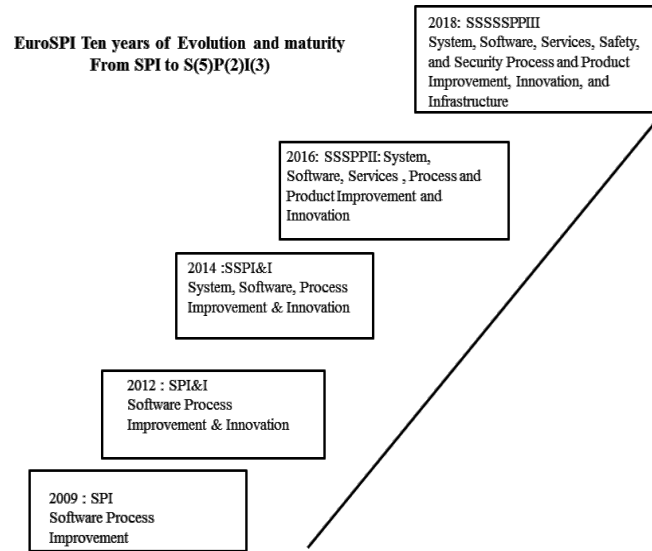 EuroSPI Ten years of Evolution and maturity
From SPI to S(5)P(2)I(3)
2018: SSSSSPPIII
System, Software, Services, Safety,
and Security Process and Product
Improvement, Innovation, and
Infrastructure
2016: SSSPPII: System,
Software, Services , Process and
Product Improvement and
Innovation
2014 :SSPI&I
System, Software, Process
Improvement & Innovation
2012 : SPI&I
Software Process
Improvement & Innovation
2009 : SPI
Software Process
Improvement